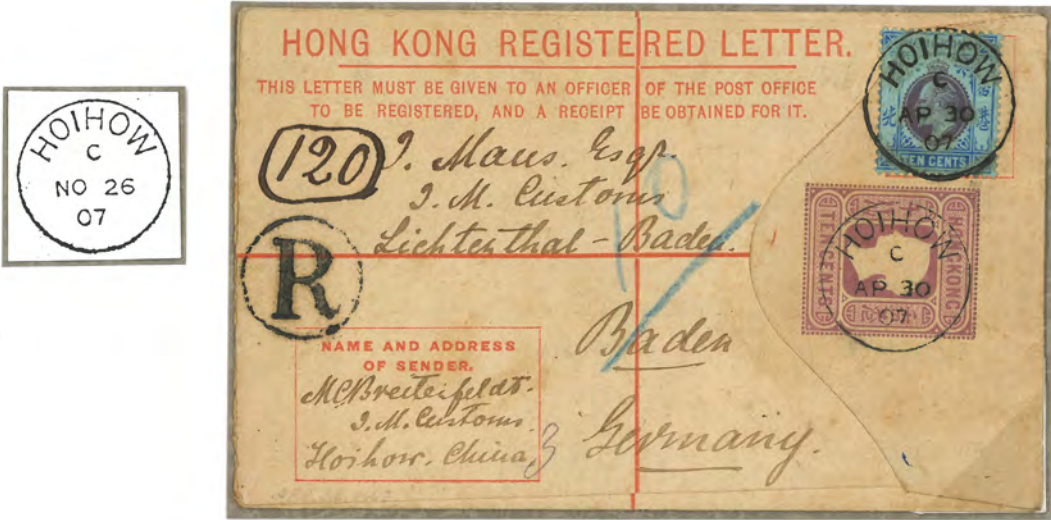 HOIHOW
C
NO 26
07
HONG KONG REGISTERED LETTER.
THIS LETTER MUST BE GIVEN TO AN OFFICER OF THE POST OFFICE
TO BE REGISTERED, AND A RECEIPT BE OBTAINED FOR IT.
120
J. Maus. Esqr.
I. M. Customs
Lichtenthal - Baden.
10
R
Baden
Germany.
NAME AND ADDRESS
OF SENDER.
I. M. Customs.
Hoihow. China
3
HOIHOW
C
AP 30
07
TEN CENTS
HOIHOW
C
AP 30
07
TEN CENTS
HONGKONG